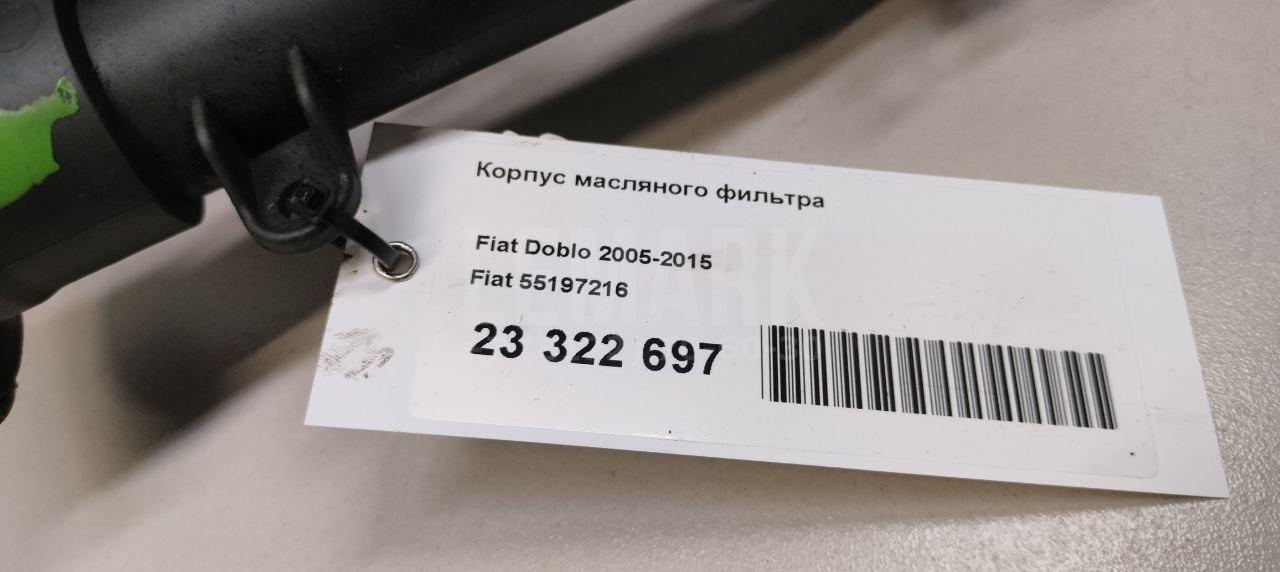 Корпус масляного фильтра
Fiat Doblo 2005-2015
Fiat 55197216
23 322 697